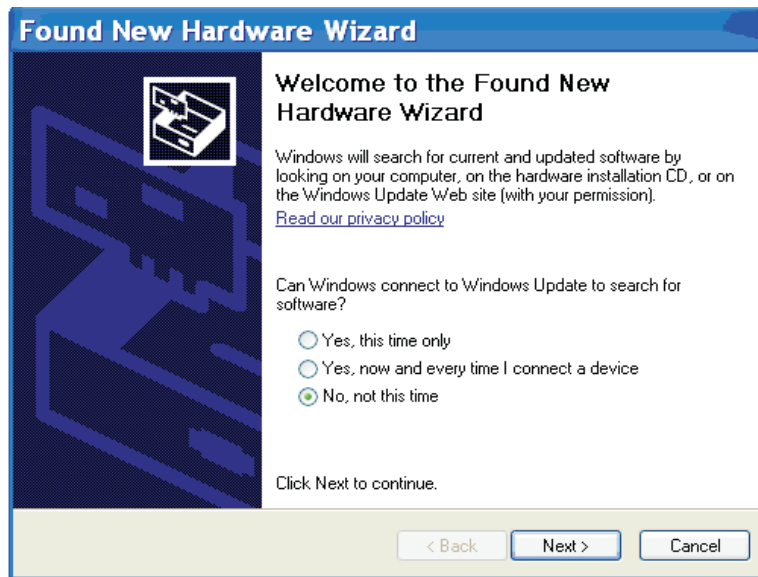 Found New Hardware Wizard
Welcome to the Found New
Hardware Wizard
Windows will search for current and updated software by
looking on your computer, on the hardware installation CD, or on
the Windows Update Web site (with your permission).
Read our privacy policy
Can Windows connect to Windows Update to search for
software?
Yes, this time only
Yes, now and every time I connect a device
No, not this time
Click Next to continue.
< Back Next > Cancel